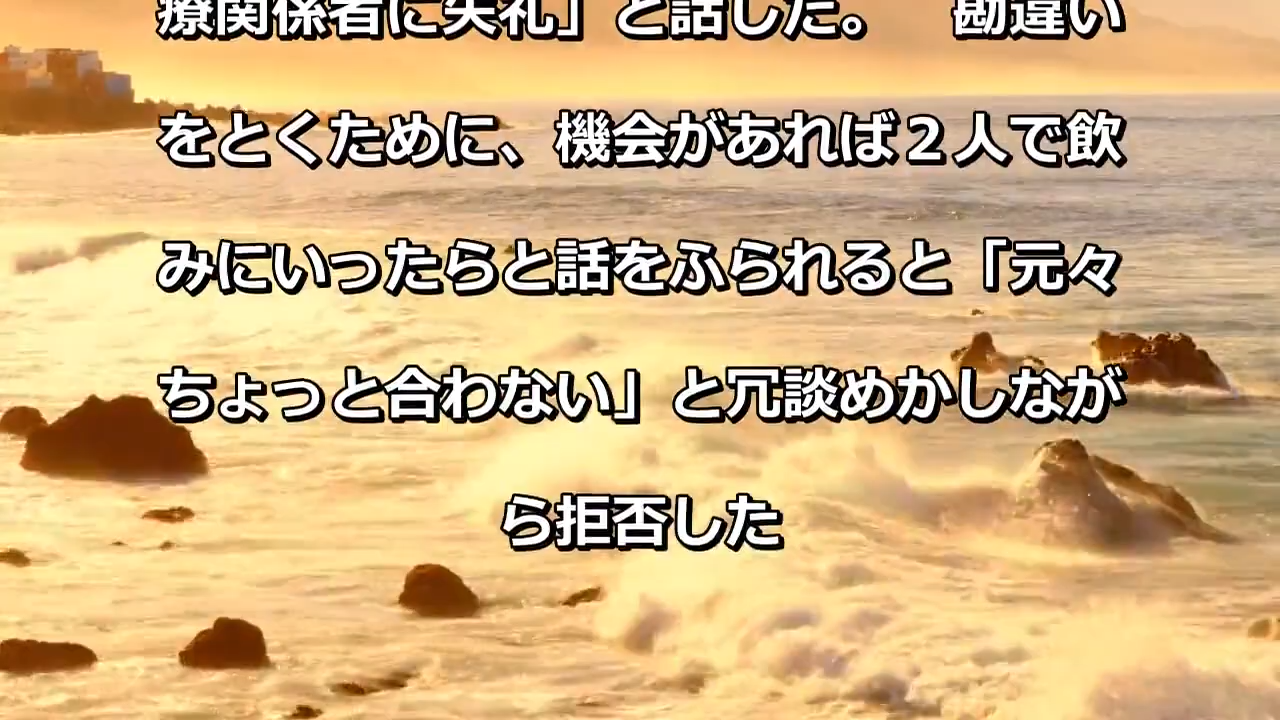 療関係者に失礼」と話した。　勘違い
をとくために、機会があれば２人で飲
みにいったらと話をふられると「元々
ちょっと合わない」と冗談めかしなが
ら拒否した